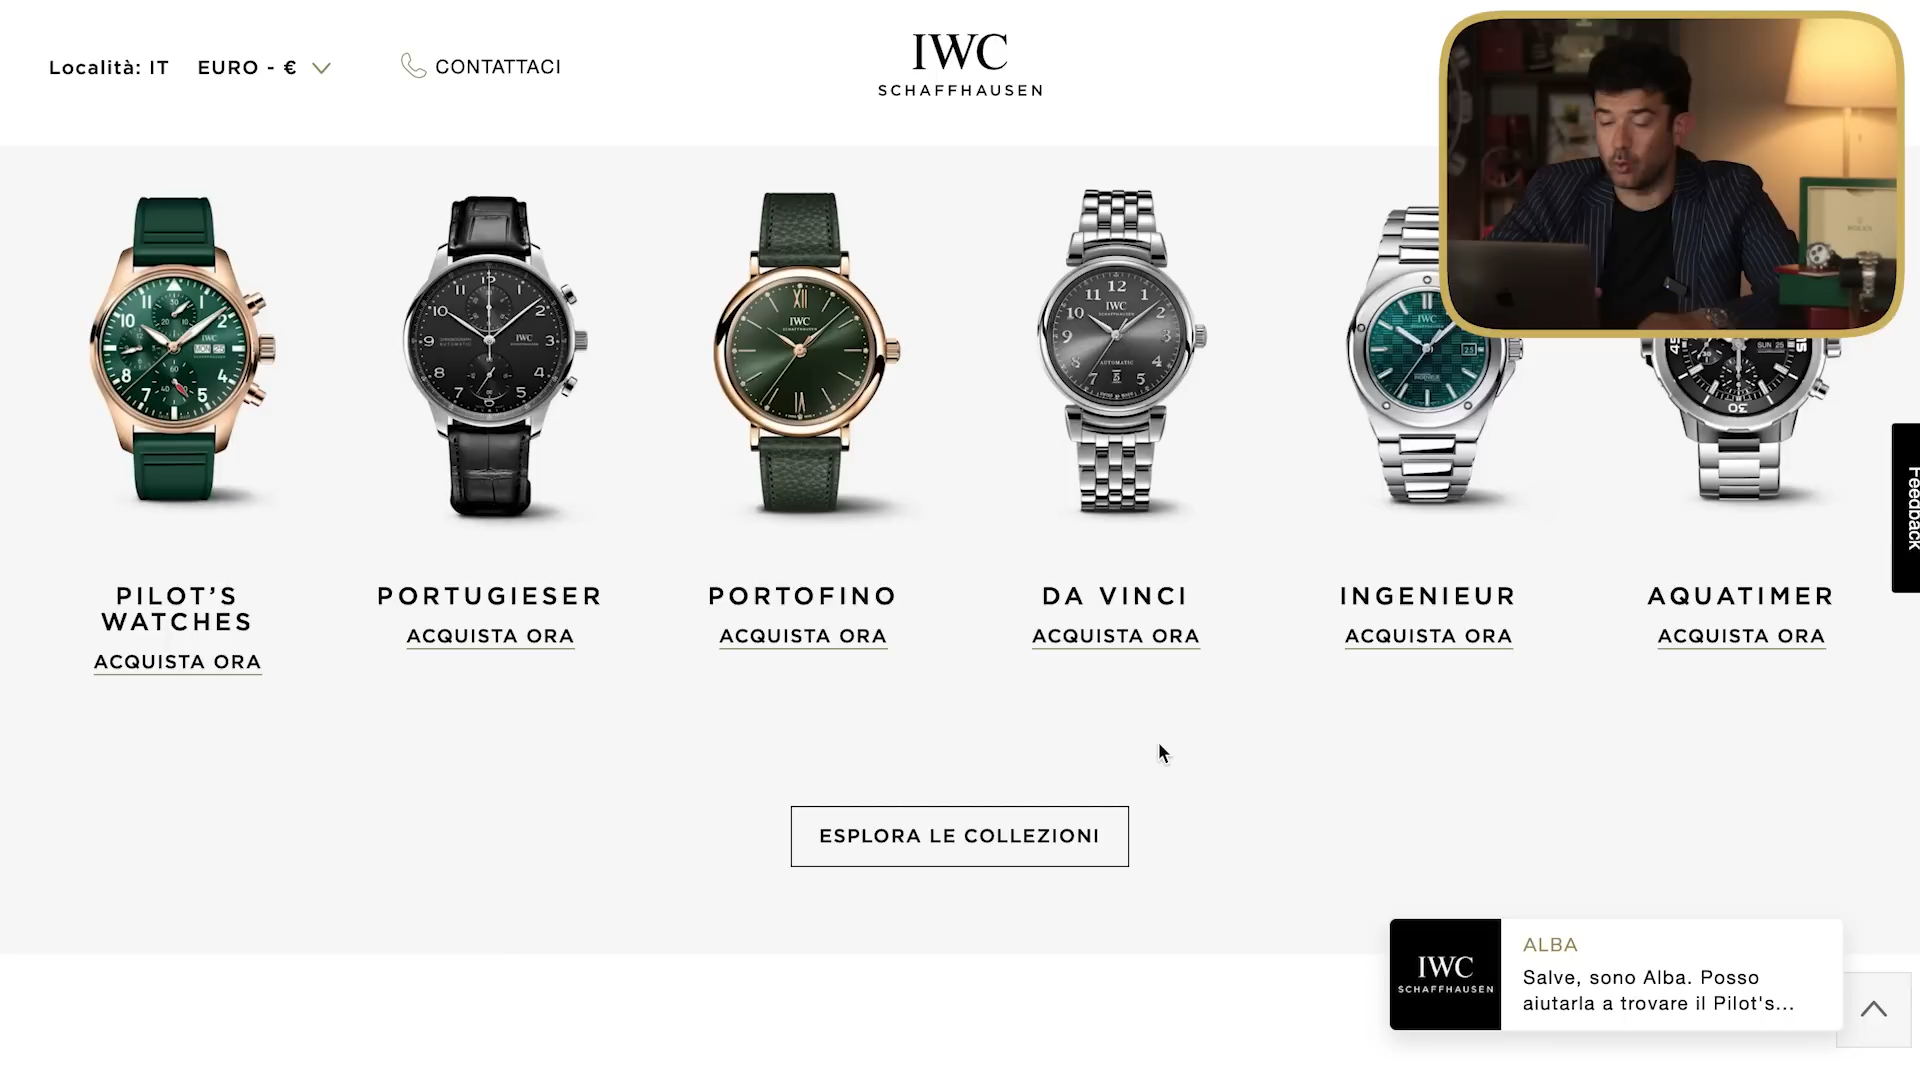 Località: IT EURO - € CONTATTACI
IWC
SCHAFFHAUSEN
PILOT'S
WATCHES
ACQUISTA ORA
PORTUGIESER
ACQUISTA ORA
PORTOFINO
ACQUISTA ORA
DA VINCI
ACQUISTA ORA
INGENIEUR
ACQUISTA ORA
AQUATIMER
ACQUISTA ORA
ESPLORA LE COLLEZIONI
Feedback
IWC
SCHAFFHAUSEN
ALBA
Salve, sono Alba. Posso
aiutarla a trovare il Pilot's...